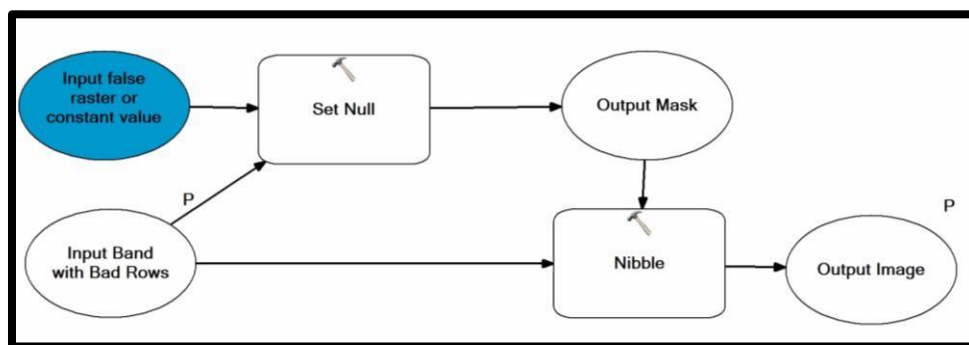 Input false
raster or
constant value
Set Null
Output Mask
P
P
Input Band
with Bad Rows
Nibble
Output Image